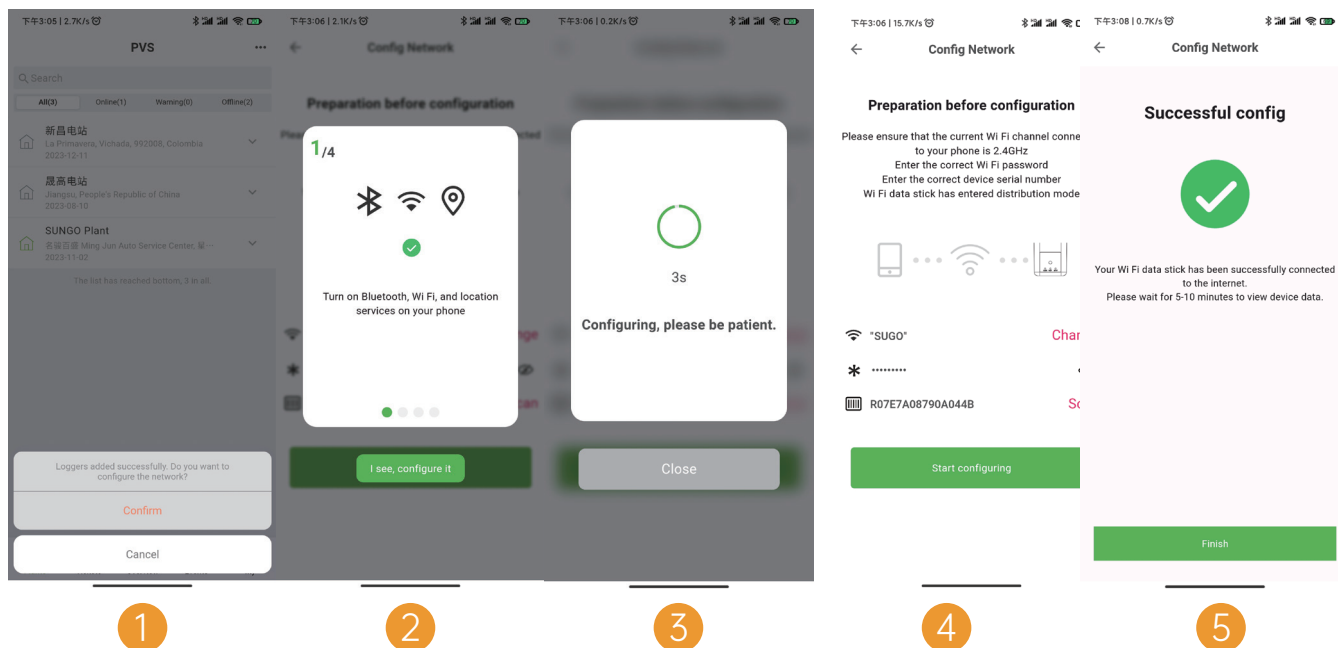 下午3:05 | 2.7K/s
PVS
Search
All(3)
Online(1)
Warning(0)
Offline(2)
新昌电站
La Primavera, Vichada, 992008, Colombia
2023-12-11
晟高电站
Jiangsu, People's Republic of China
2023-08-10
SUNGO Plant
Ming Jun Auto Service Center,
2023-11-02
The list has reached bottom, 3 in all
Loggers added successfully. Do you want to
configure the network?
Confirm
Cancel
1
下午3:06 | 2.1K/s
Config Network
Preparation before configuration
1/4
Turn on Bluetooth, Wi Fi, and location
services on your phone
I see, configure it
2
下午3:06 | 0.2K/s
3s
Configuring, please be patient.
Close
3
下午3:06 | 15.7K/s
Config Network
Preparation before configuration
Please ensure that the current Wi Fi channel conne
to your phone is 2.4GHz
Enter the correct Wi Fi password
Enter the correct device serial number
Wi Fi data stick has entered distribution mode
"SUGO"
Char
•••••••••
R07E7A08790A044B
Sc
Start configuring
4
下午3:08 | 0.7K/s
Config Network
Successful config
Your Wi Fi data stick has been successfully connected
to the internet.
Please wait for 5-10 minutes to view device data.
Finish
5